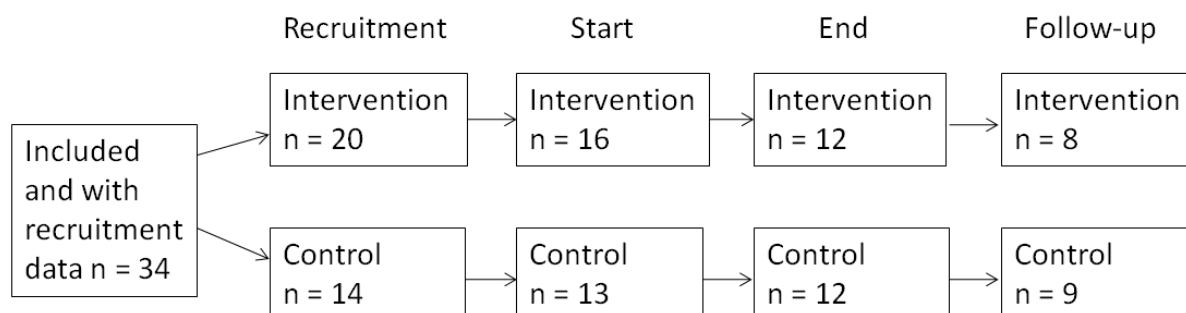 Recruitment Start End Follow-up
Included
and with
recruitment
data n = 34
Intervention
n = 20
Intervention
n = 16
Intervention
n = 12
Intervention
n = 8
Control
n = 14
Control
n = 13
Control
n = 12
Control
n = 9